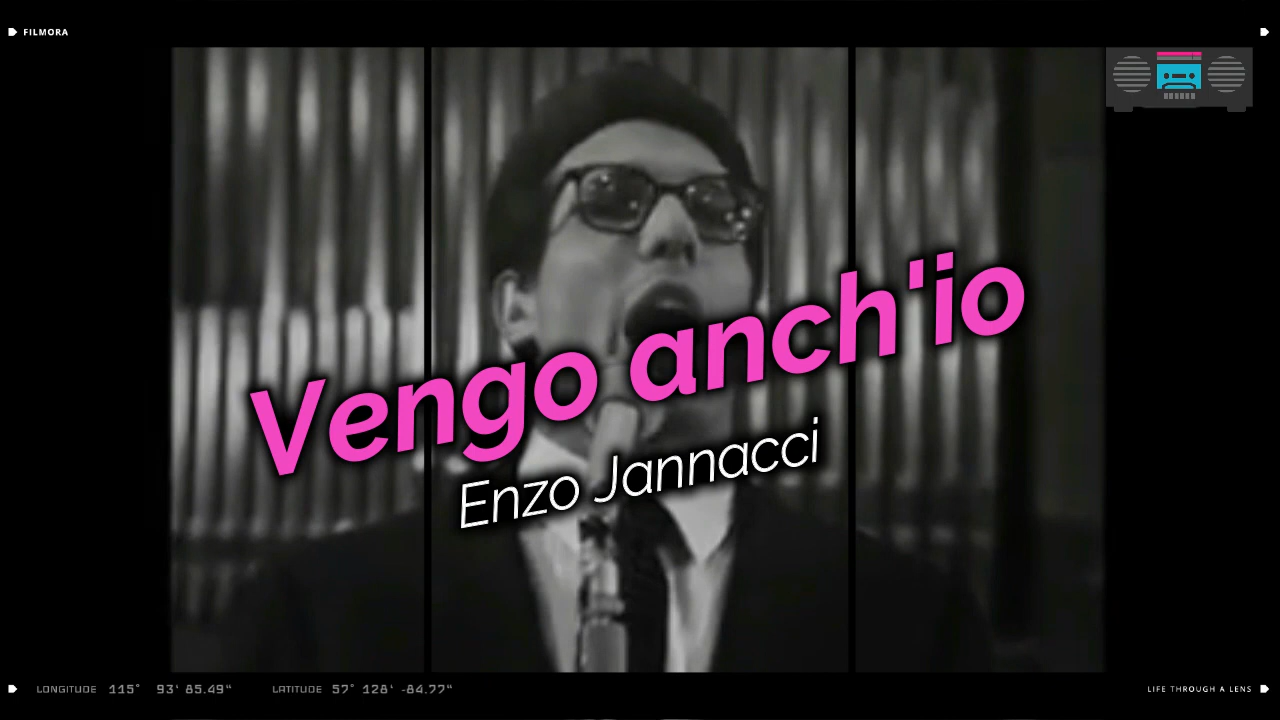 FILMORA
Vengo anch'io
Enzo Jannacci
LONGITUDE 115° 93' 85.49" LATITUDE 57° 128' -84.77"
LIFE THROUGH A LENS